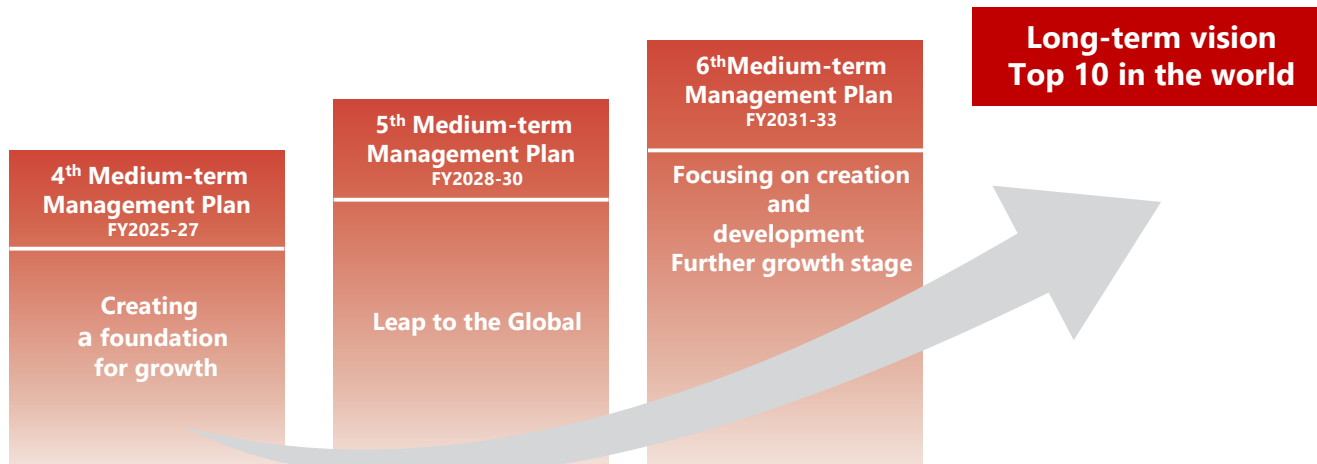 4th Medium-term
Management Plan
FY2025-27
Creating
a foundation
for growth
5th Medium-term
Management Plan
FY2028-30
Leap to the Global
6thMedium-term
Management Plan
FY2031-33
Focusing on creation
and
development
Further growth stage
Long-term vision
Top 10 in the world